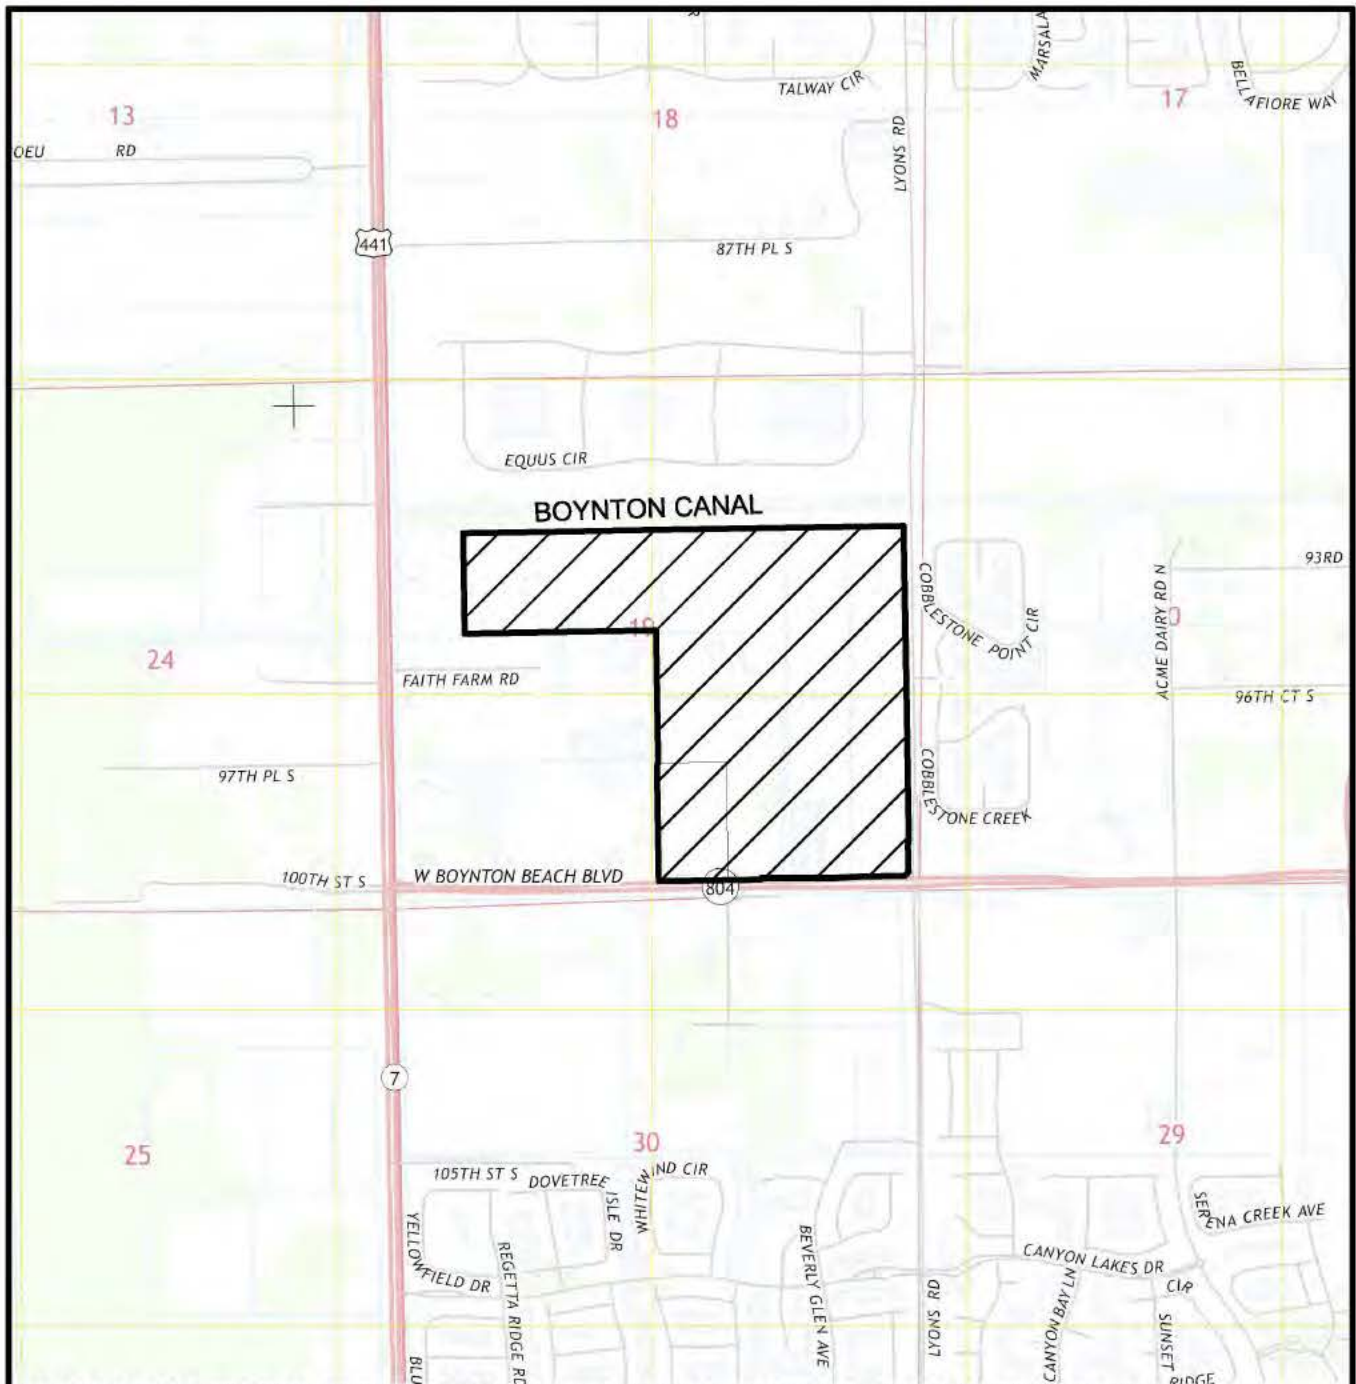 TALWAY CIR
MARSALA
BELLAFIORE WAY
13
18
17
OEU RD
LYONS RD
441
87TH PL S
EQUUS CIR
BOYNTON CANAL
93RD
COBBLESTONE POINT CIR
ACME DAIRY RD N
19
0
24
FAITH FARM RD
96TH CT S
97TH PL S
COBBLESTONE CREEK
100TH ST S
W BOYNTON BEACH BLVD
804
7
25
30
29
105TH ST S
DOVETREE ISLE DR
WHITEWIND CIR
YELLOWFIELD DR
REGETTA RIDGE RD
BEVERLY GLEN AVE
SERENA CREEK AVE
CANYON LAKES DR
CIR
LYONS RD
CANYON BAY LN
SUNSET
RIDGE
BLU